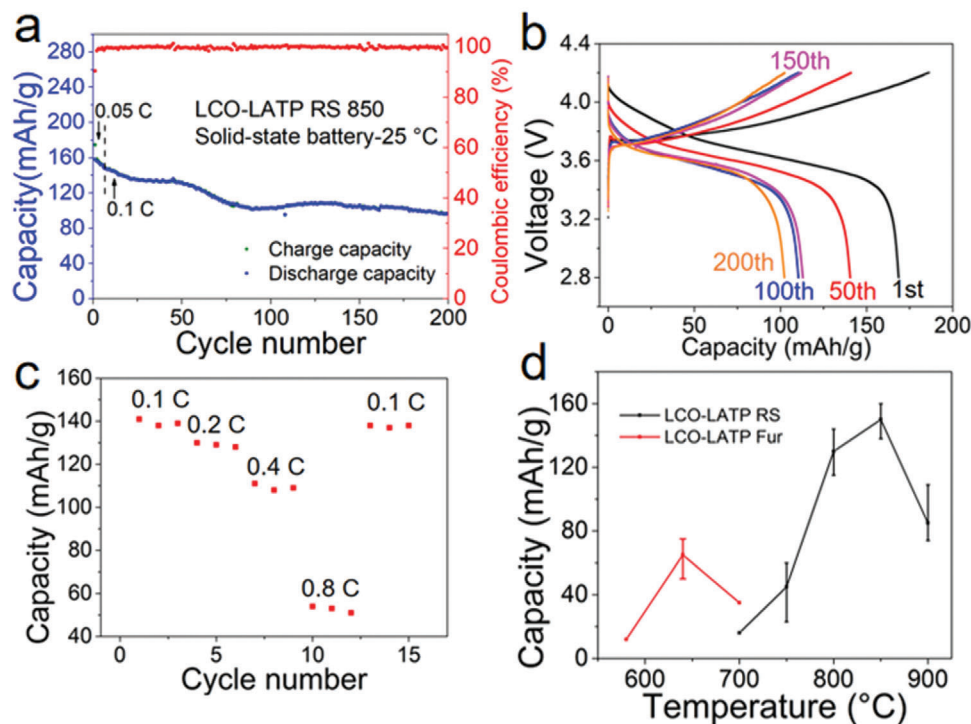 a
Capacity(mAh/g)
280
240
200
160
120
80
40
0
0.05 C
0.1 C
LCO-LATP RS 850
Solid-state battery-25 °C
Charge capacity
Discharge capacity
100
80
60
40
20
0
Coulombic efficiency (%)
0 50 100 150 200
Cycle number
b
Voltage (V)
4.4
4.0
3.6
3.2
2.8
150th
200th
100th
50th
1st
0 50 100 150 200
Capacity (mAh/g)
c
Capacity (mAh/g)
160
140
120
100
80
60
40
0.1 C
0.2 C
0.4 C
0.8 C
0.1 C
0 5 10 15
Cycle number
d
Capacity (mAh/g)
160
120
80
40
0
LCO-LATP RS
LCO-LATP Fur
600 700 800 900
Temperature (°C)